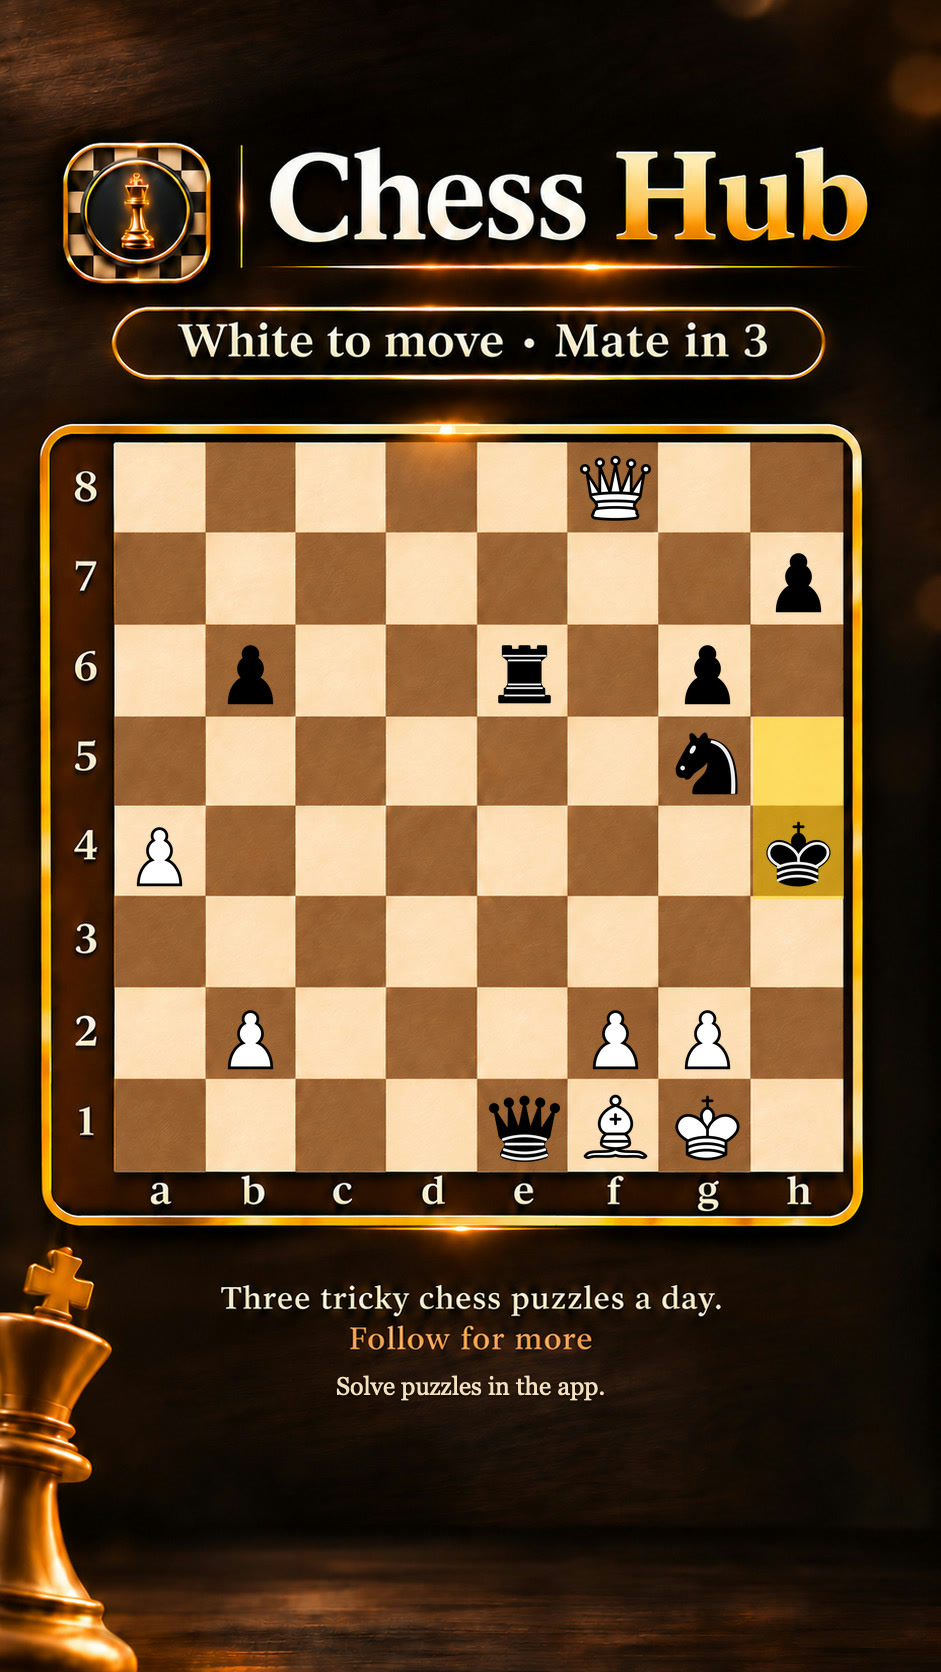 Chess Hub
White to move • Mate in 3
8
7
6
5
4
3
2
1
a b c d e f g h
Three tricky chess puzzles a day.
Follow for more
Solve puzzles in the app.